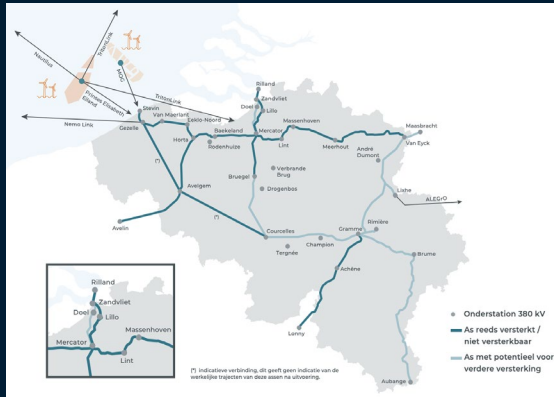 Nautilus
TritonLink
MOG
Princess Elisabeth
Eiland
TritonLink
Nemo Link
Stevin
Van Maerlant
Gezelle
Eeklo-Noord
Horta
Baekeland
Rodenhuize
Rilland
Zandvliet
Doel
Lillo
Mercator
Massenhoven
Lint
Meerhout
Maasbracht
Van Eyck
André
Dumont
Verbrande
Brug
Bruegel
Drogenbos
(*)
Avelgem
(*)
Avelin
Lixhe
ALEGrO
Courcelles
Gramme
Rimière
Champion
Tergnée
Brume
Achêne
Lonny
Aubange
Rilland
Zandvliet
Doel
Lillo
Mercator
Massenhoven
Lint
Onderstation 380 kV
As reeds versterkt /
niet versterkbaar
As met potentieel voor
verdere versterking
(*) indicatieve verbinding, dit geeft geen indicatie van de
werkelijke trajecten van deze assen na uitvoering.